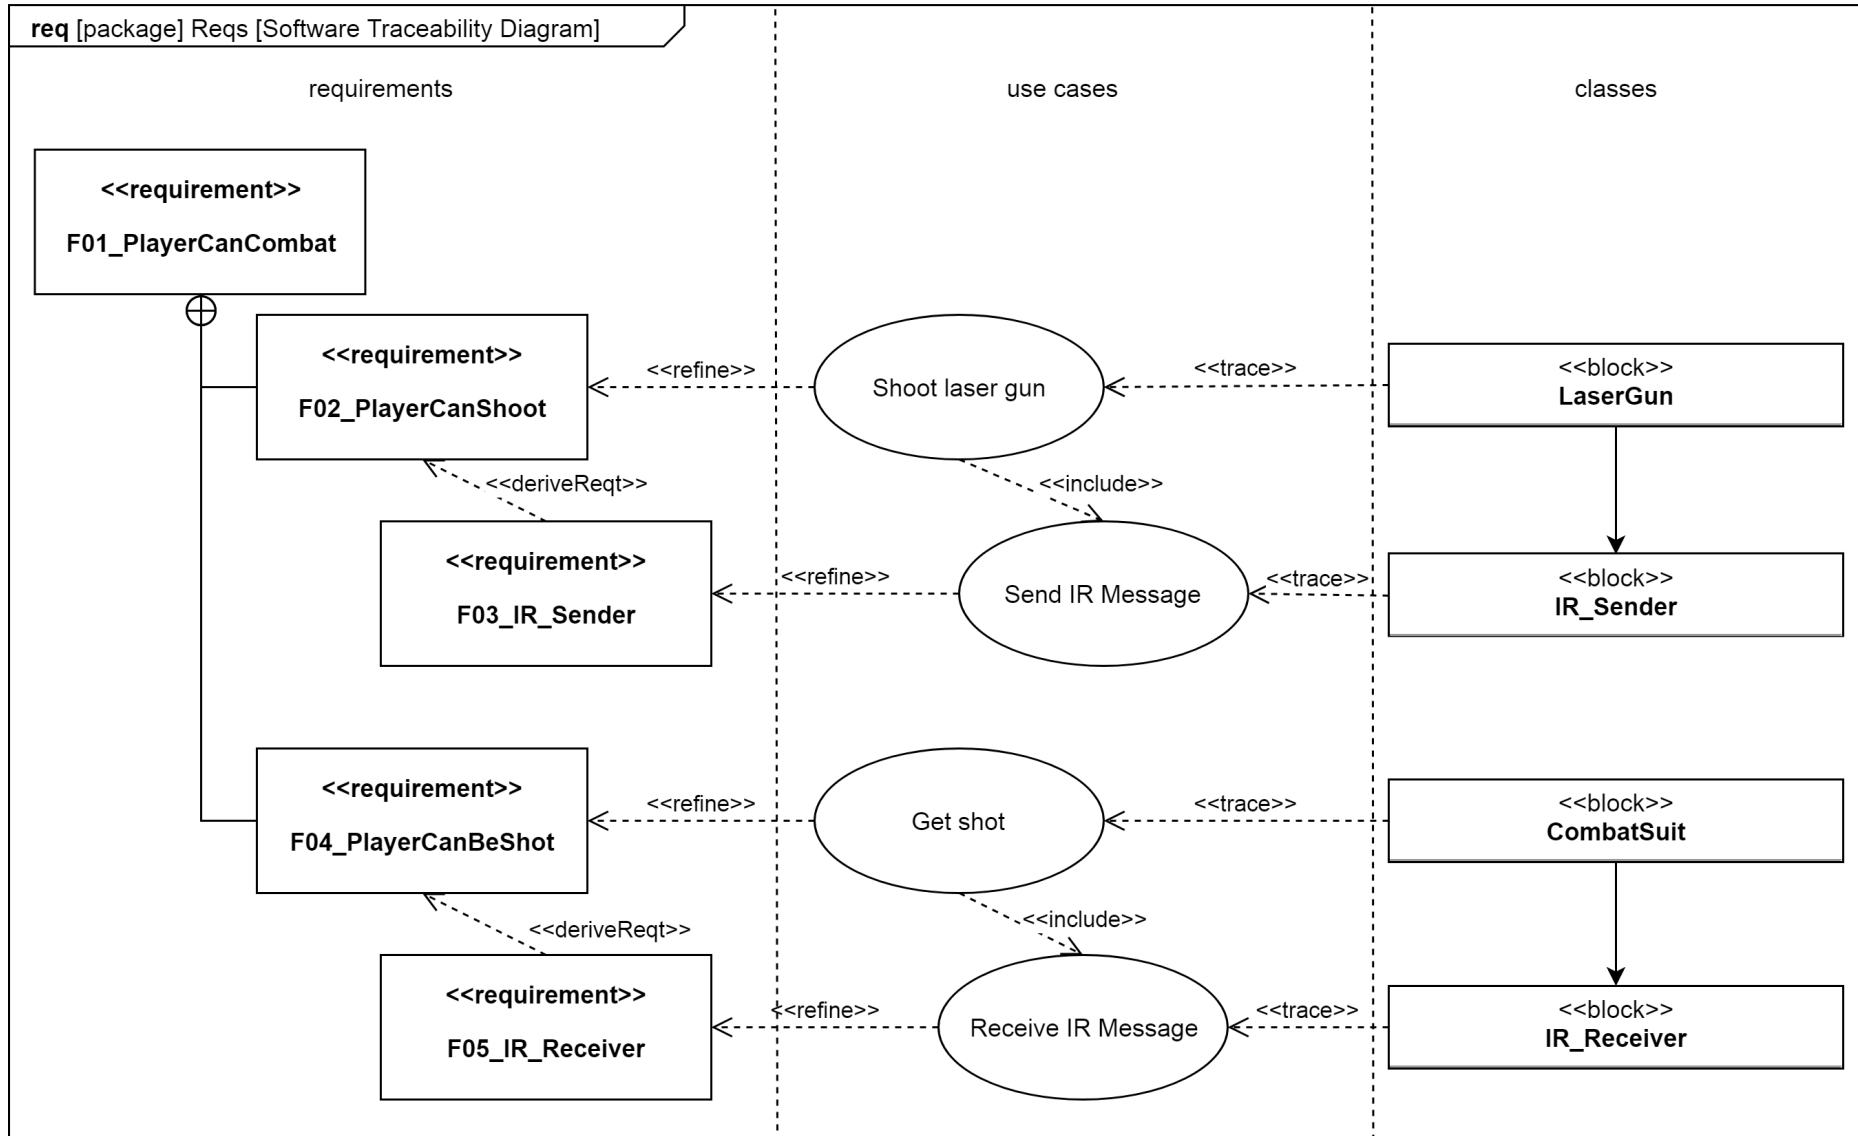 req [package] Reqs [Software Traceability Diagram]
requirements
use cases
classes
<<requirement>>
F01_PlayerCanCombat
<<requirement>>
F02_PlayerCanShoot
<<refine>>
Shoot laser gun
<<trace>>
<<block>>
LaserGun
<<deriveReqt>>
<<include>>
<<requirement>>
F03_IR_Sender
<<refine>>
Send IR Message
<<trace>>
<<block>>
IR_Sender
<<requirement>>
F04_PlayerCanBeShot
<<refine>>
Get shot
<<trace>>
<<block>>
CombatSuit
<<deriveReqt>>
<<include>>
<<requirement>>
F05_IR_Receiver
<<refine>>
Receive IR Message
<<trace>>
<<block>>
IR_Receiver